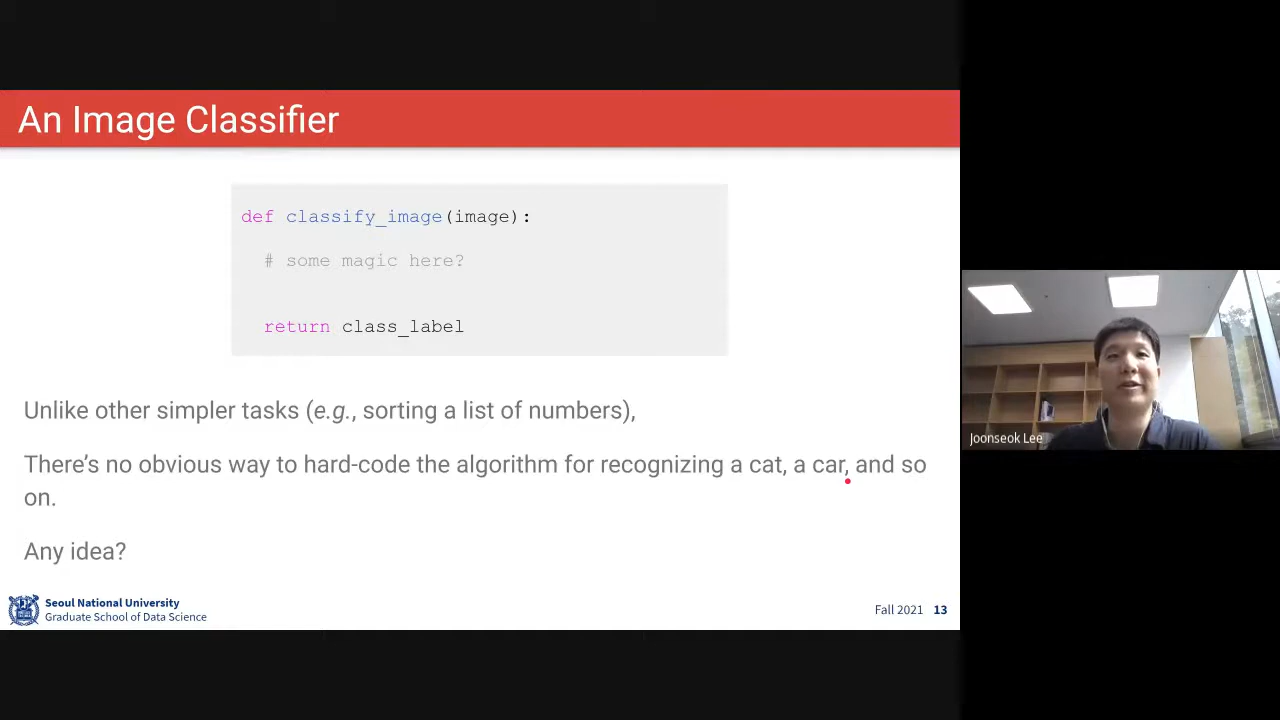 An Image Classifier
def classify_image(image):
# some magic here?
return class_label
Unlike other simpler tasks (e.g., sorting a list of numbers),
There's no obvious way to hard-code the algorithm for recognizing a cat, a car, and so
on.
Any idea?
Seoul National University
Graduate School of Data Science
Fall 2021 13
Joonseok Lee